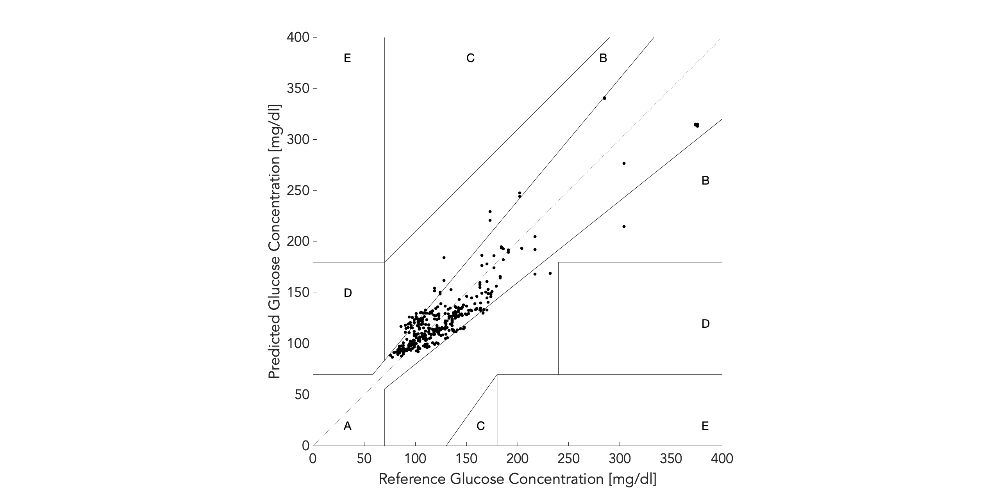 400
350
300
250
200
150
100
50
0
Predicted Glucose Concentration [mg/dl]
E
C
B
B
D
D
A
C
E
0 50 100 150 200 250 300 350 400
Reference Glucose Concentration [mg/dl]